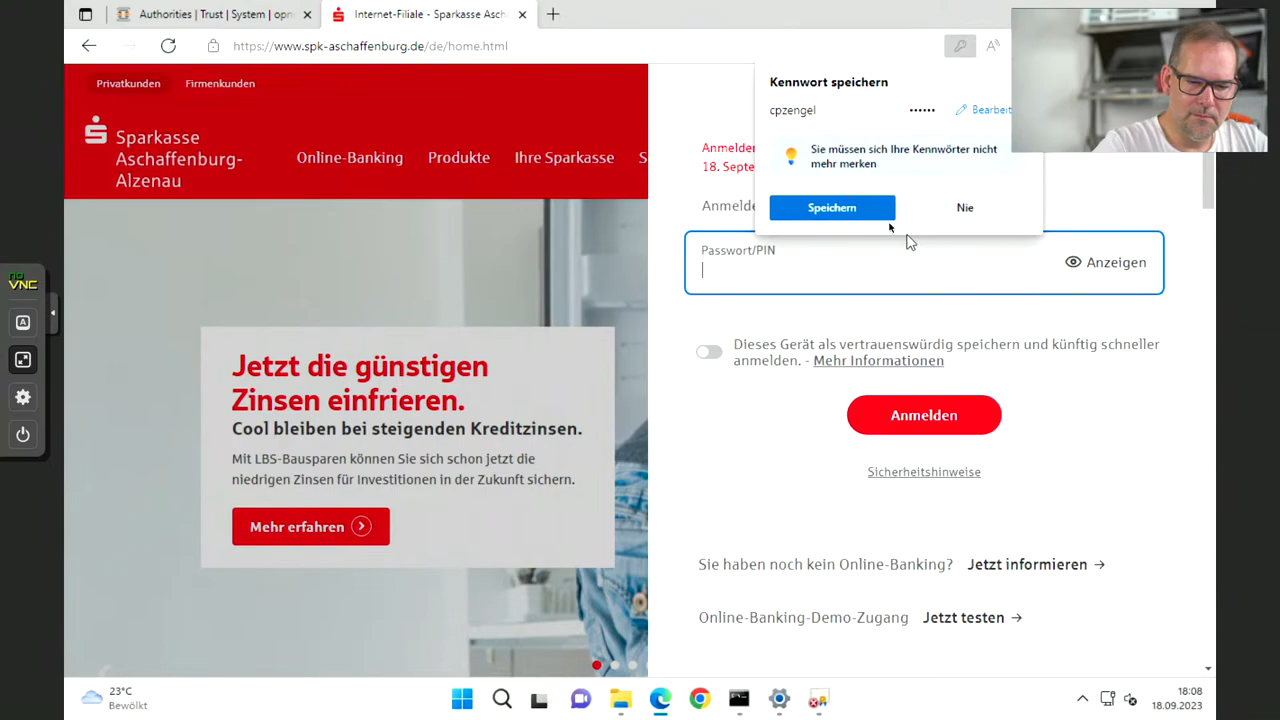 Authorities | Trust | System | opn
Internet-Filiale - Sparkasse Asch
https://www.spk-aschaffenburg.de/de/home.html
Privatkunden
Firmenkunden
Sparkasse
Aschaffenburg-
Alzenau
Online-Banking
Produkte
Ihre Sparkasse
S
Kennwort speichern
cpzengel
••••••
Bearbeit
Sie müssen sich Ihre Kennwörter nicht
mehr merken
Speichern
Nie
Anmelden
18. Septe
Anmelde
Passwort/PIN
Anzeigen
Dieses Gerät als vertrauenswürdig speichern und künftig schneller
anmelden. - Mehr Informationen
Anmelden
Sicherheitshinweise
Sie haben noch kein Online-Banking? Jetzt informieren →
Online-Banking-Demo-Zugang Jetzt testen →
Jetzt die günstigen
Zinsen einfrieren.
Cool bleiben bei steigenden Kreditzinsen.
Mit LBS-Bausparen können Sie sich schon jetzt die
niedrigen Zinsen für Investitionen in der Zukunft sichern.
Mehr erfahren
no
VNC
A
23°C
Bewölkt
18:08
18.09.2023